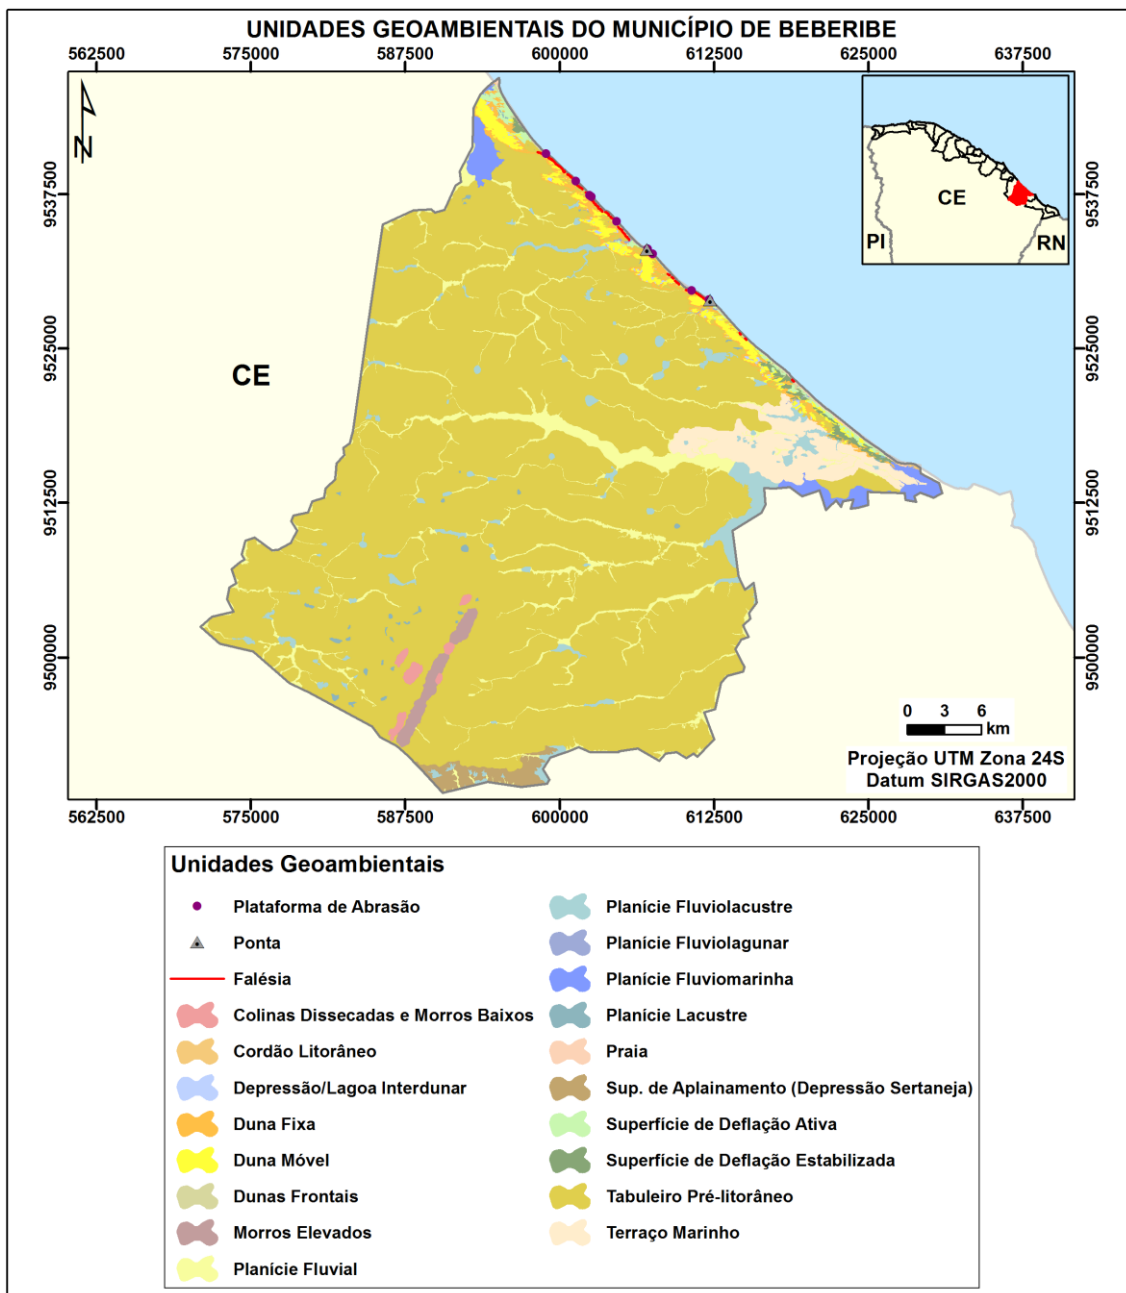 UNIDADES GEOAMBIENTAIS DO MUNICÍPIO DE BEBERIBE
562500 575000 587500 600000 612500 625000 637500
N
CE
PI
RN
CE
9537500
9525000
9512500
9500000
9537500
9525000
9512500
9500000
0 3 6
km
Projeção UTM Zona 24S
Datum SIRGAS2000
562500 575000 587500 600000 612500 625000 637500
Unidades Geoambientais
Plataforma de Abrasão
Ponta
Falésia
Colinas Dissecadas e Morros Baixos
Cordão Litorâneo
Depressão/Lagoa Interdunar
Duna Fixa
Duna Móvel
Dunas Frontais
Morros Elevados
Planície Fluvial
Planície Fluviolacustre
Planície Fluviolagunar
Planície Fluviomarinha
Planície Lacustre
Praia
Sup. de Aplainamento (Depressão Sertaneja)
Superfície de Deflação Ativa
Superfície de Deflação Estabilizada
Tabuleiro Pré-litorâneo
Terraço Marinho